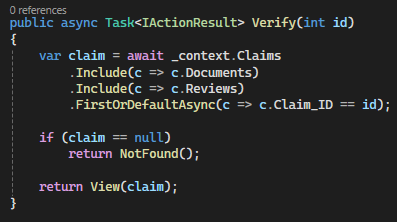 0 references
public async Task<IActionResult> Verify(int id)
{
    var claim = await _context.Claims
        .Include(c => c.Documents)
        .Include(c => c.Reviews)
        .FirstOrDefaultAsync(c => c.Claim_ID == id);

    if (claim == null)
        return NotFound();

    return View(claim);
}